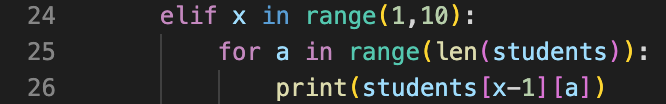 24 elif x in range(1,10):
25 for a in range(len(students)):
26 print(students[x-1][a])